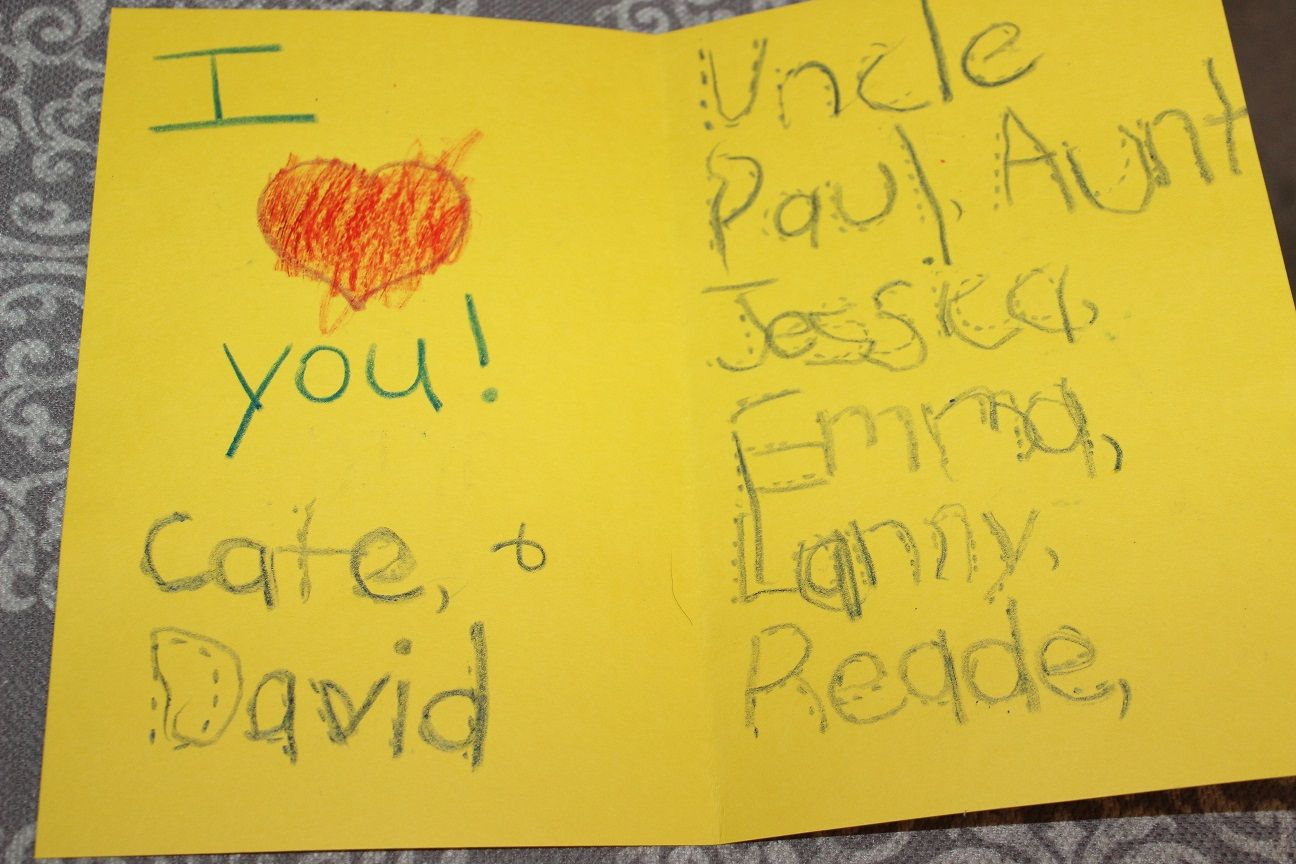 I
you!
Cate, &
David
Uncle
Paul, Aunt
Jessica,
Emma,
Lanny,
Reade,